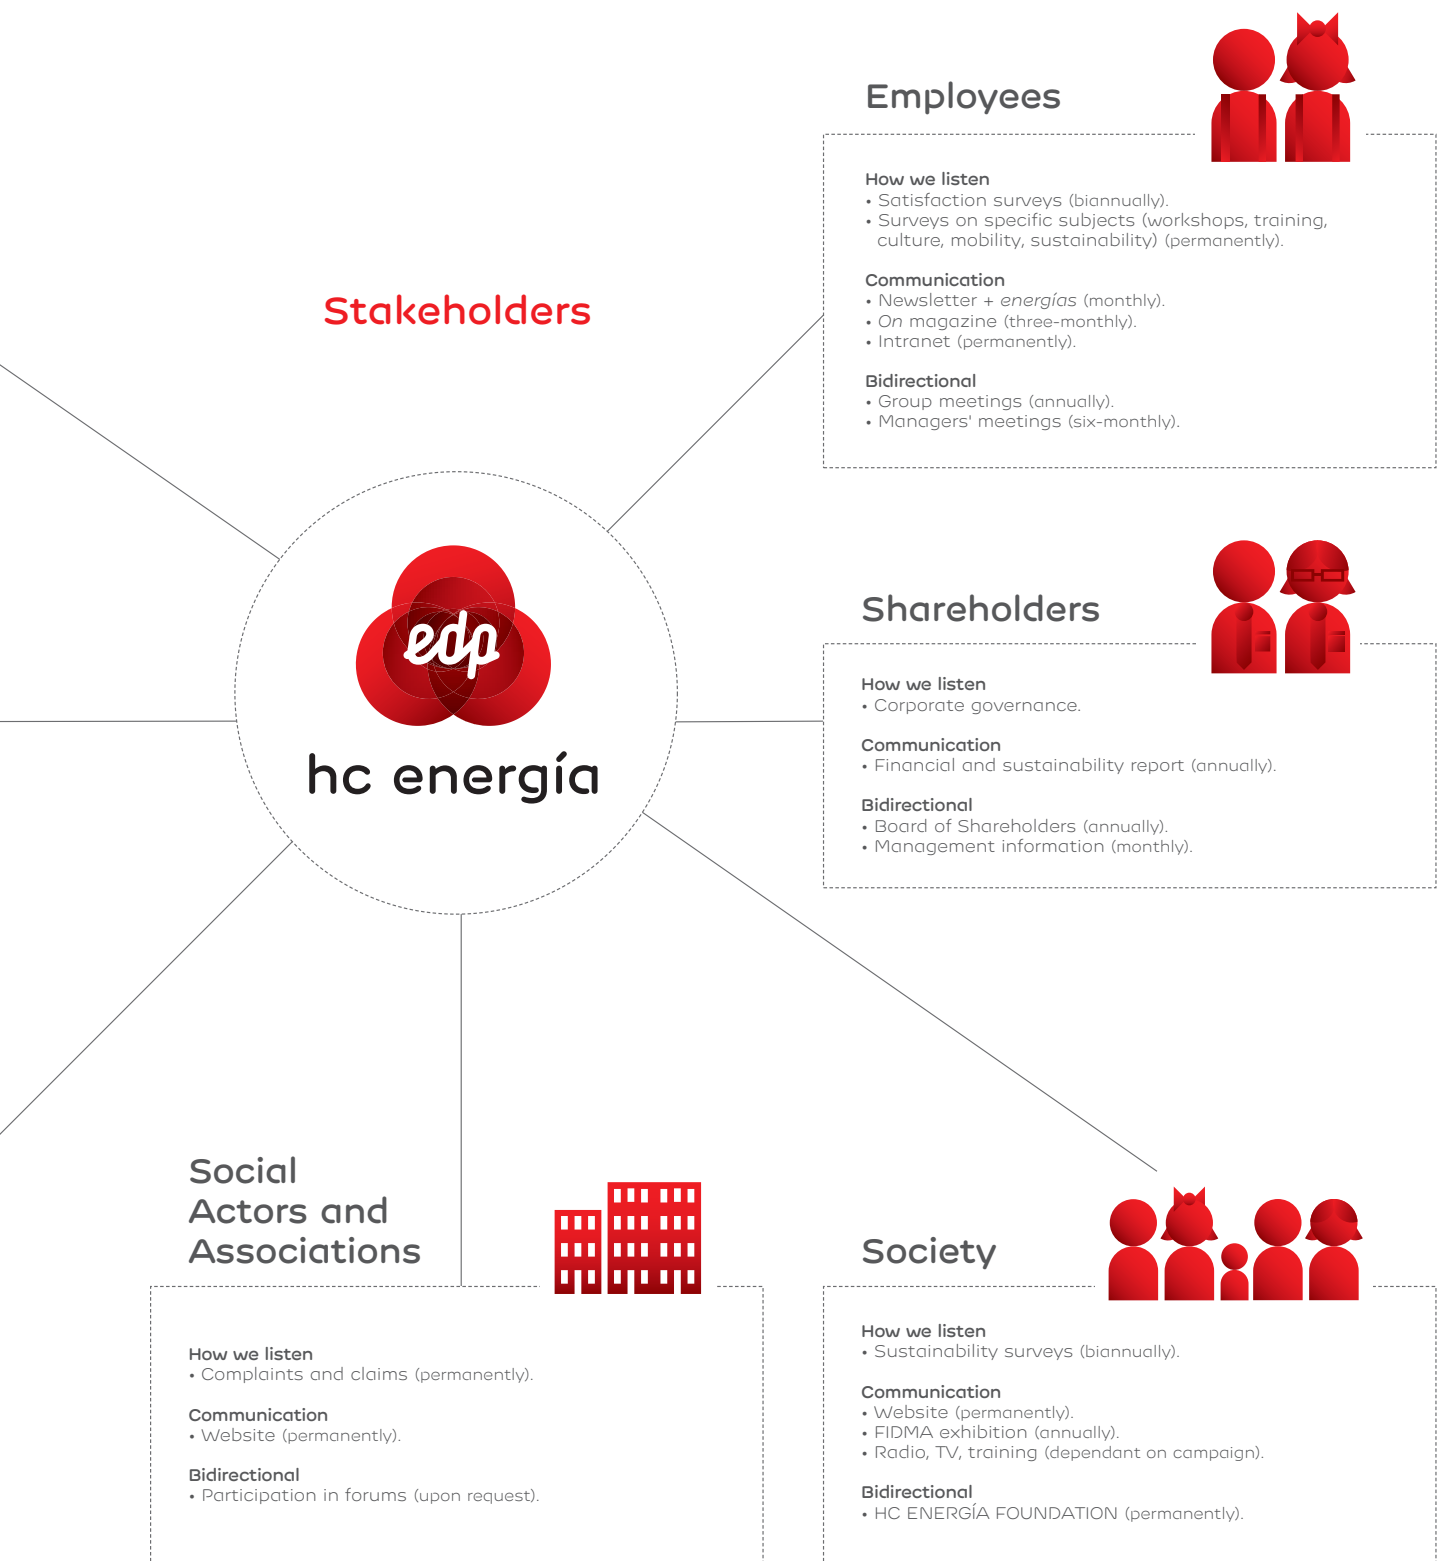 Stakeholders
edp
hc energía
Employees
How we listen
• Satisfaction surveys (biannually).
• Surveys on specific subjects (workshops, training,
culture, mobility, sustainability) (permanently).
Communication
• Newsletter + energías (monthly).
• On magazine (three-monthly).
• Intranet (permanently).
Bidirectional
• Group meetings (annually).
• Managers' meetings (six-monthly).
Shareholders
How we listen
• Corporate governance.
Communication
• Financial and sustainability report (annually).
Bidirectional
• Board of Shareholders (annually).
• Management information (monthly).
Social
Actors and
Associations
How we listen
• Complaints and claims (permanently).
Communication
• Website (permanently).
Bidirectional
• Participation in forums (upon request).
Society
How we listen
• Sustainability surveys (biannually).
Communication
• Website (permanently).
• FIDMA exhibition (annually).
• Radio, TV, training (dependant on campaign).
Bidirectional
• HC ENERGÍA FOUNDATION (permanently).